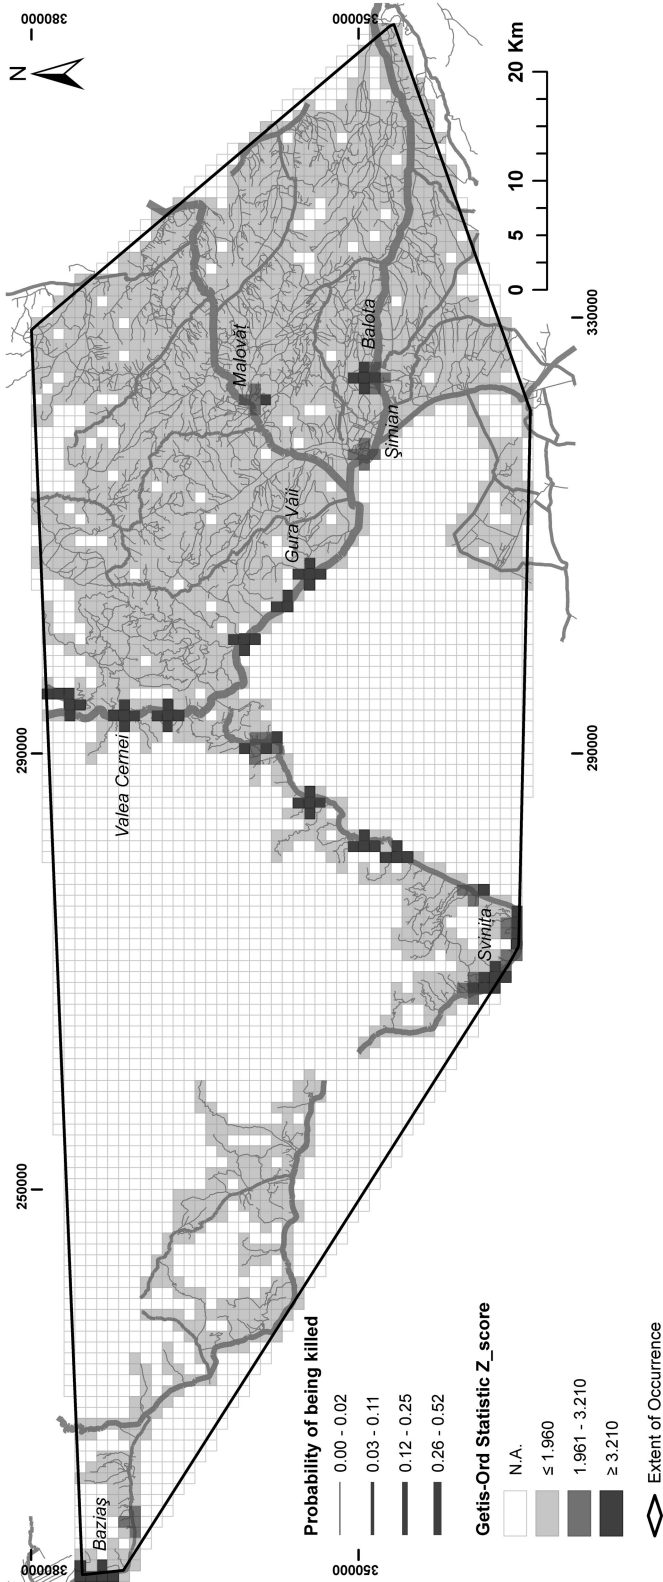 250000
290000
N
380000
380000
Baziaş
Valea Cernei
Malovăţ
Gura Văii
Balota
Şimian
Sviniţa
350000
350000
Probability of being killed
0.00 - 0.02
0.03 - 0.11
0.12 - 0.25
0.26 - 0.52
Getis-Ord Statistic Z_score
N.A.
≤ 1.960
1.961 - 3.210
≥ 3.210
Extent of Occurrence
0 5 10 20 Km
290000
330000